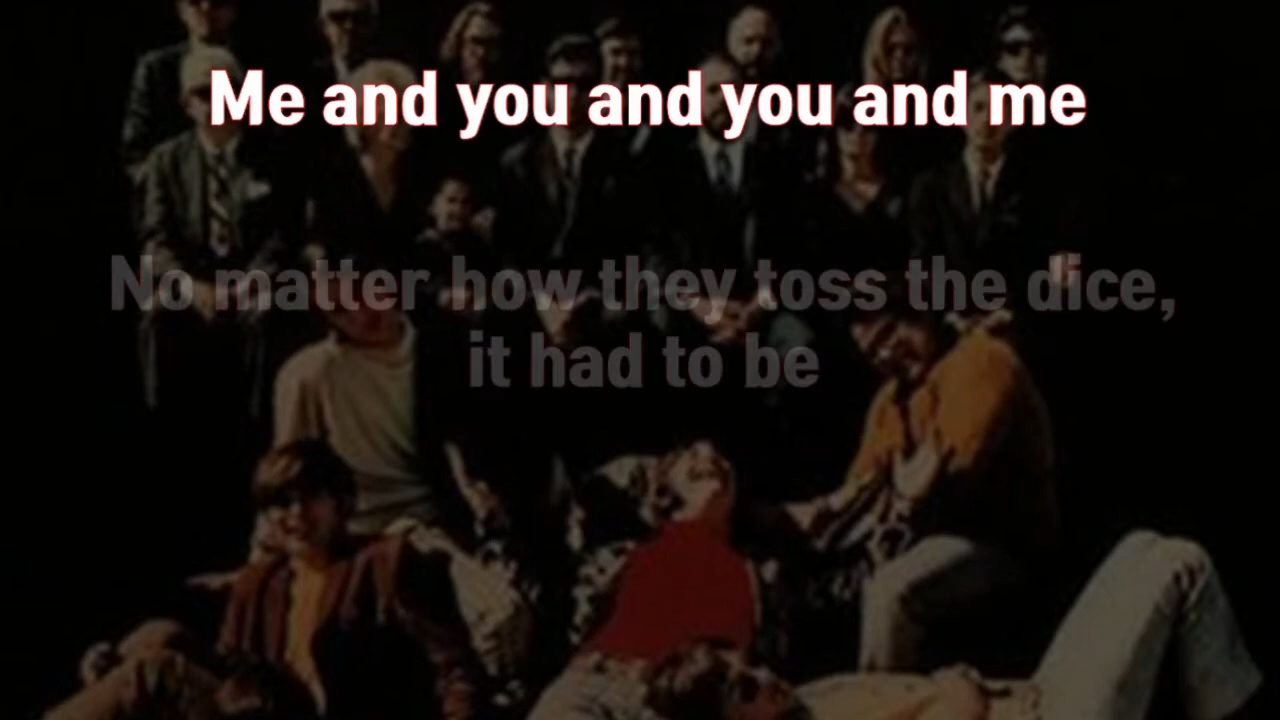 Me and you and you and me
No matter how they toss the dice,
it had to be